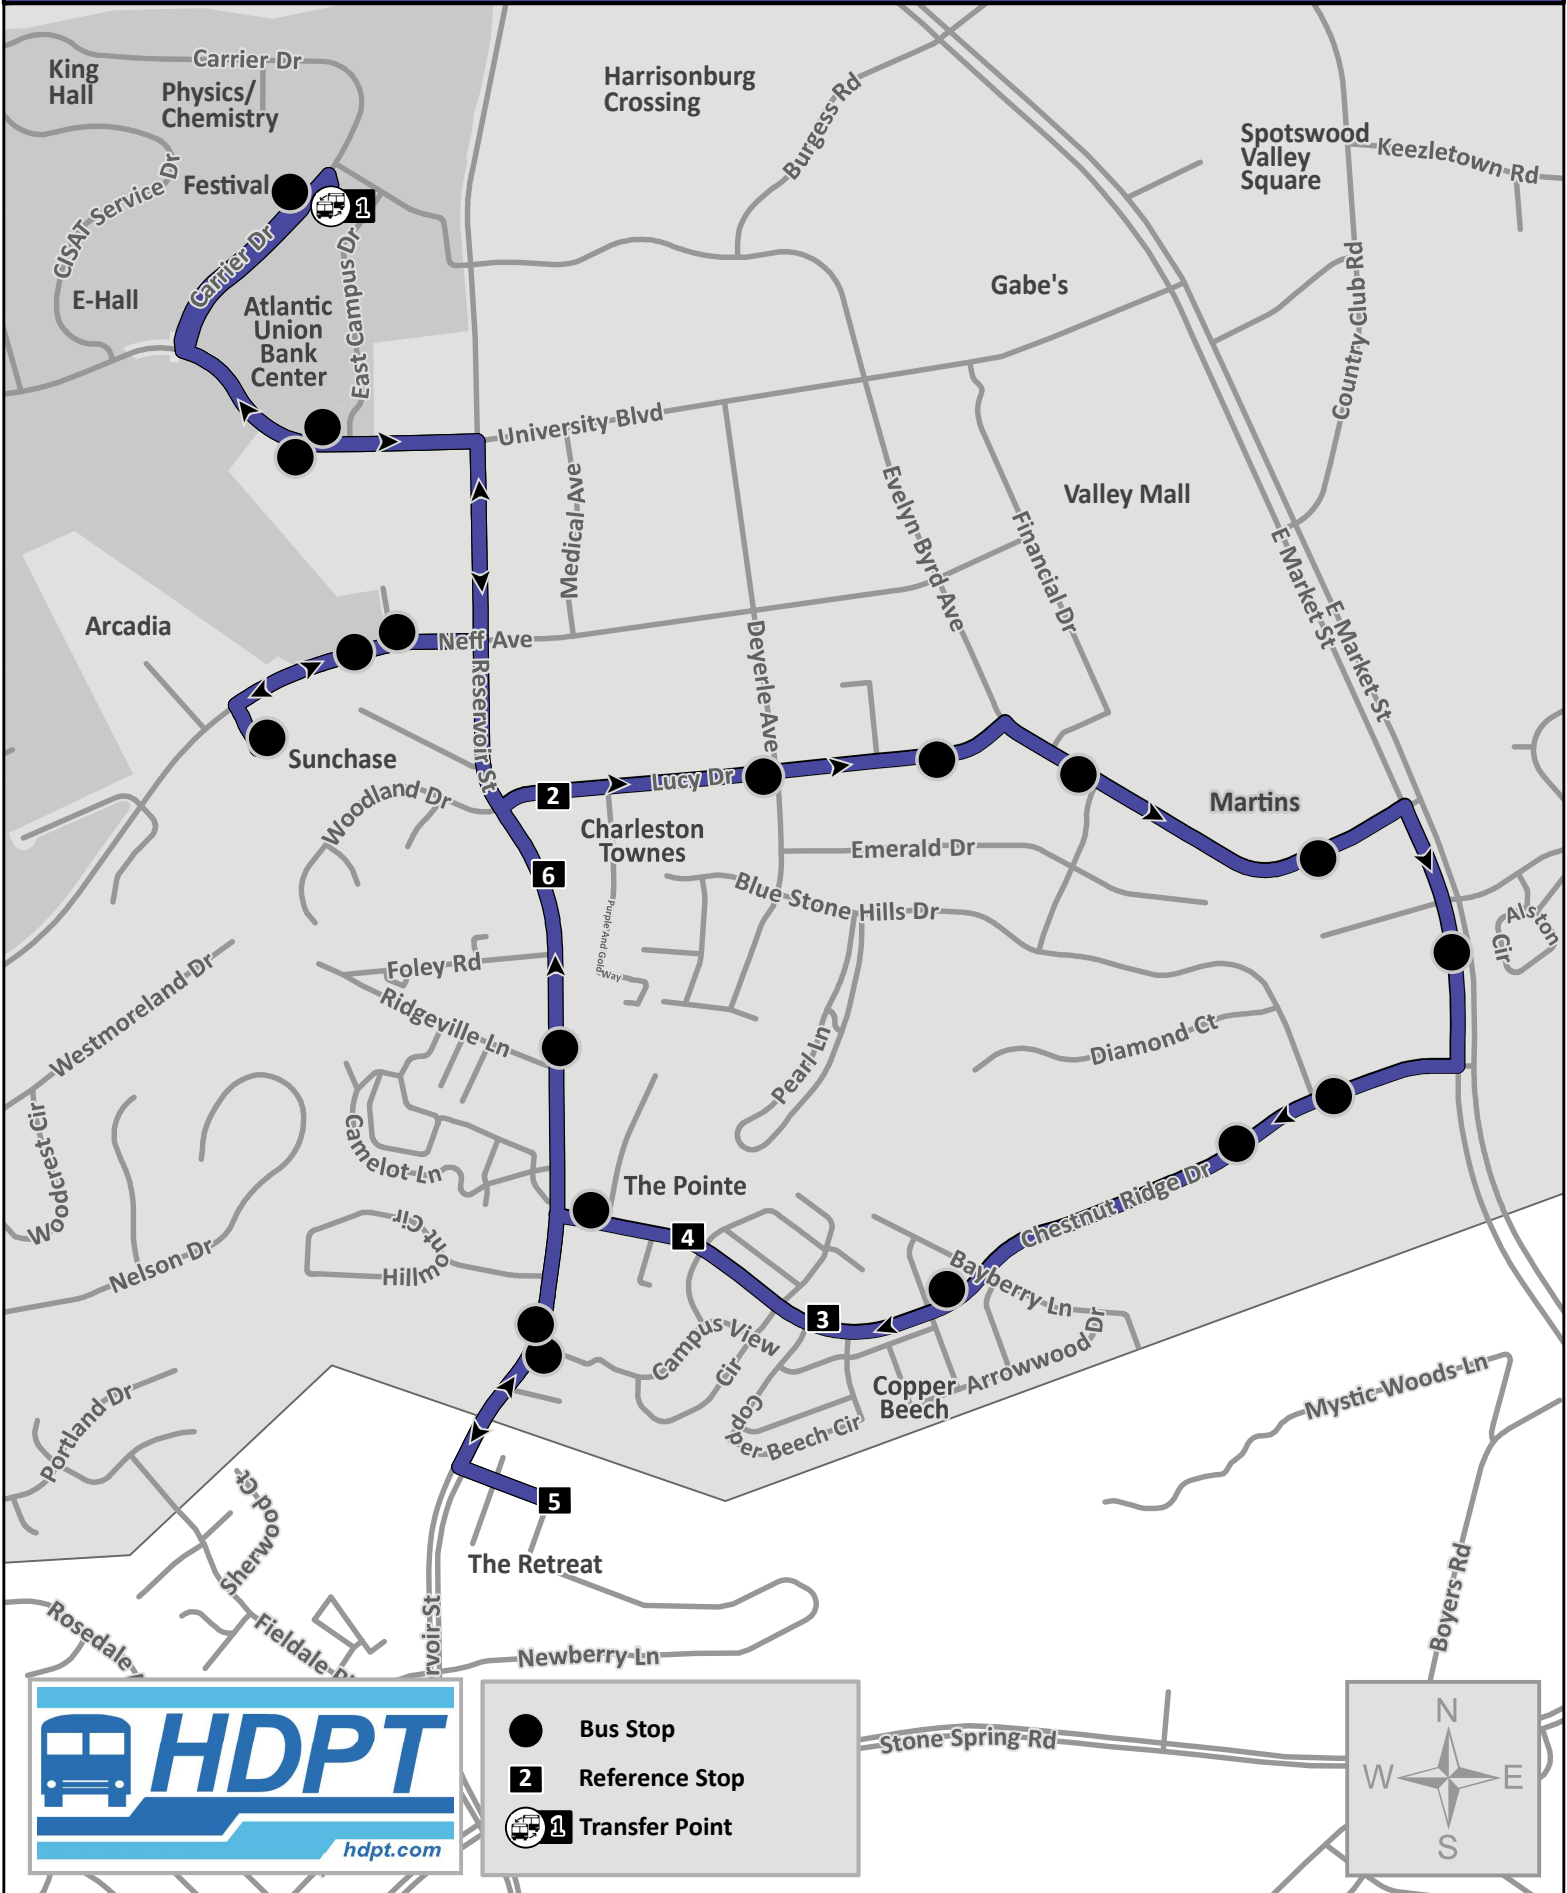 King
Hall
Carrier Dr
Physics/
Chemistry
Harrisonburg
Crossing
Burgess Rd
Spotswood
Valley
Square
Keezletown Rd
CISAT Service Dr
Festival
1
Carrier Dr
East Campus Dr
E-Hall
Atlantic
Union
Bank
Center
Gabe's
Country Club Rd
University Blvd
Medical Ave
Evelyn Byrd Ave
Financial Dr
Valley Mall
E Market St
E Market St
Arcadia
Neff Ave
Reservoir St
Deyerle Ave
Sunchase
Woodland Dr
2
Lucy Dr
Charleston
Townes
Martins
6
Emerald Dr
Blue Stone Hills Dr
Purple And Gold Way
Alston
Cir
Foley Rd
Ridgeville Ln
Westmoreland Dr
Pearl Ln
Diamond Ct
Woodcrest Cir
Camelot Ln
The Pointe
4
Chestnut Ridge Dr
Hillmont Cir
Nelson Dr
Bayberry Ln
3
Campus View
Cir
Arrowwood Dr
Copper
Beech
Copper Beech Cir
Mystic Woods Ln
Portland Dr
Sherwood Ct
5
The Retreat
Boyers Rd
Rosedale
Fieldale
rvoir St
Newberry Ln
Stone Spring Rd
HDPT
hdpt.com
Bus Stop
2 Reference Stop
1 Transfer Point
N
W E
S